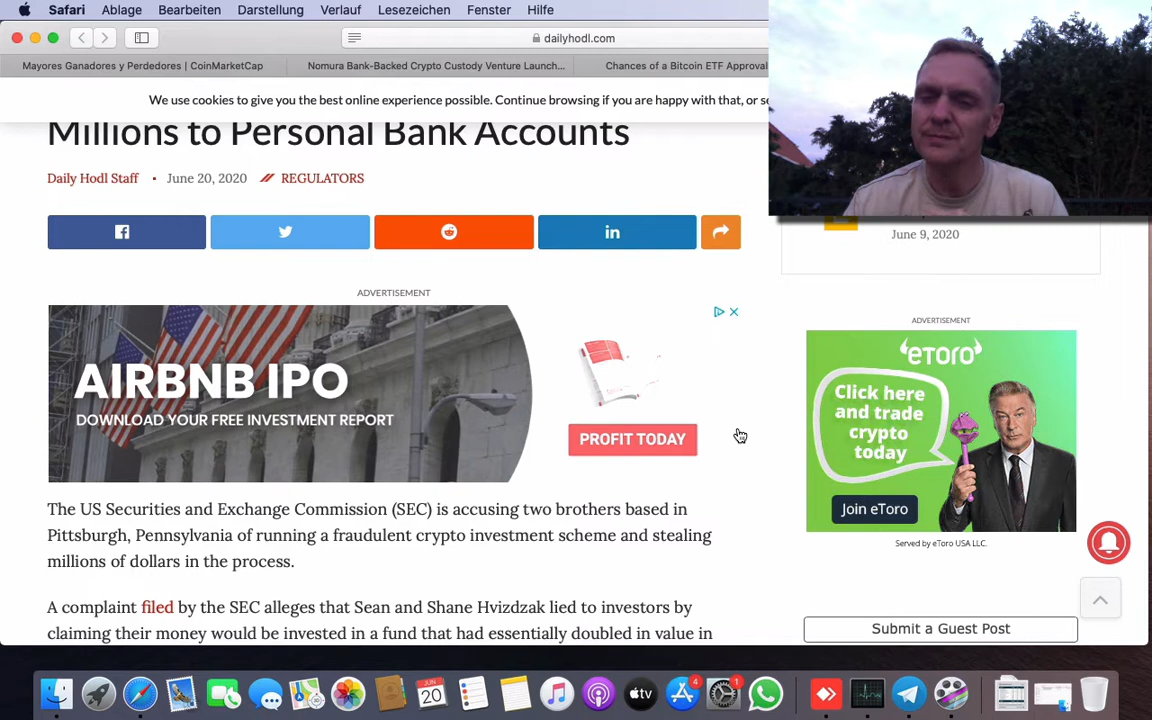 Safari Ablage Bearbeiten Darstellung Verlauf Lesezeichen Fenster Hilfe
dailyhodl.com
Mayores Ganadores y Perdedores | CoinMarketCap Nomura Bank-Backed Crypto Custody Venture Launch... Chances of a Bitcoin ETF Approval
We use cookies to give you the best online experience possible. Continue browsing if you are happy with that, or se
Millions to Personal Bank Accounts
Daily Hodl Staff • June 20, 2020 // REGULATORS
June 9, 2020
ADVERTISEMENT
AIRBNB IPO
DOWNLOAD YOUR FREE INVESTMENT REPORT
PROFIT TODAY
ADVERTISEMENT
eToro
Click here
and trade
crypto
today
Join eToro
Served by eToro USA LLC.
The US Securities and Exchange Commission (SEC) is accusing two brothers based in
Pittsburgh, Pennsylvania of running a fraudulent crypto investment scheme and stealing
millions of dollars in the process.
A complaint filed by the SEC alleges that Sean and Shane Hvizdzak lied to investors by
claiming their money would be invested in a fund that had essentially doubled in value in
Submit a Guest Post
JUN
20
tv
4
1